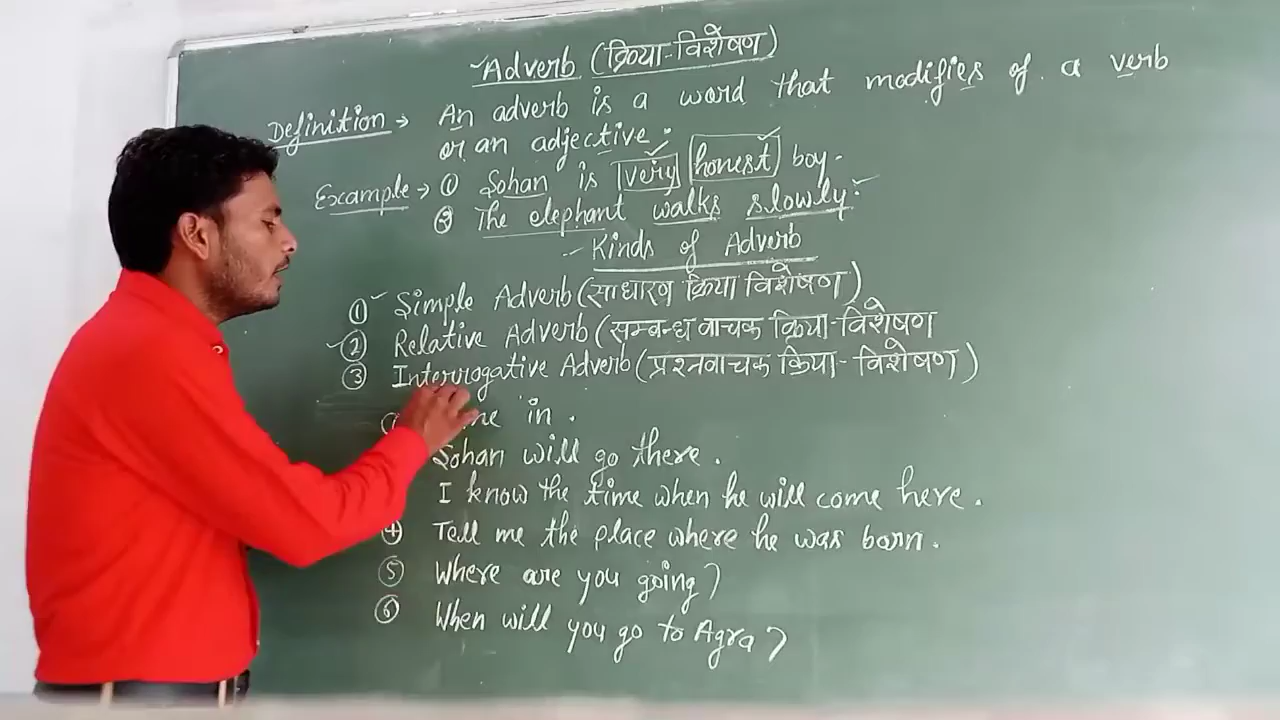 Adverb (क्रिया-विशेषण)
Definition → An adverb is a word that modifies of a verb
or an adjective.
Example → ① Sohan is very honest boy.
② The elephant walks slowly.
Kinds of Adverb
① Simple Adverb (साधारण क्रिया विशेषण)
② Relative Adverb (सम्बन्ध वाचक क्रिया-विशेषण
③ Interrogative Adverb (प्रश्नवाचक क्रिया-विशेषण)
in.
Sohan will go there.
I know the time when he will come here.
④ Tell me the place where he was born.
⑤ Where are you going?
⑥ When will you go to Agra?